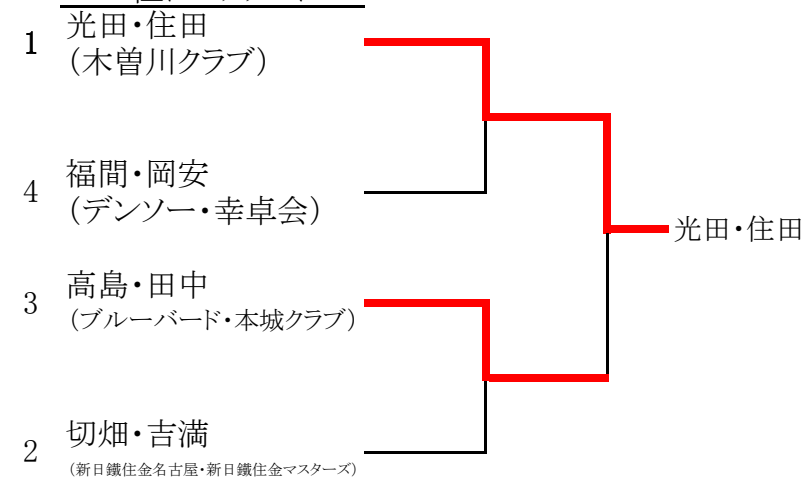 1 光田・住田
(木曽川クラブ)
4 福間・岡安
(デンソー・幸卓会)
光田・住田
3 高島・田中
(ブルーバード・本城クラブ)
2 切畑・吉満
(新日鐵住金名古屋・新日鐵住金マスターズ)